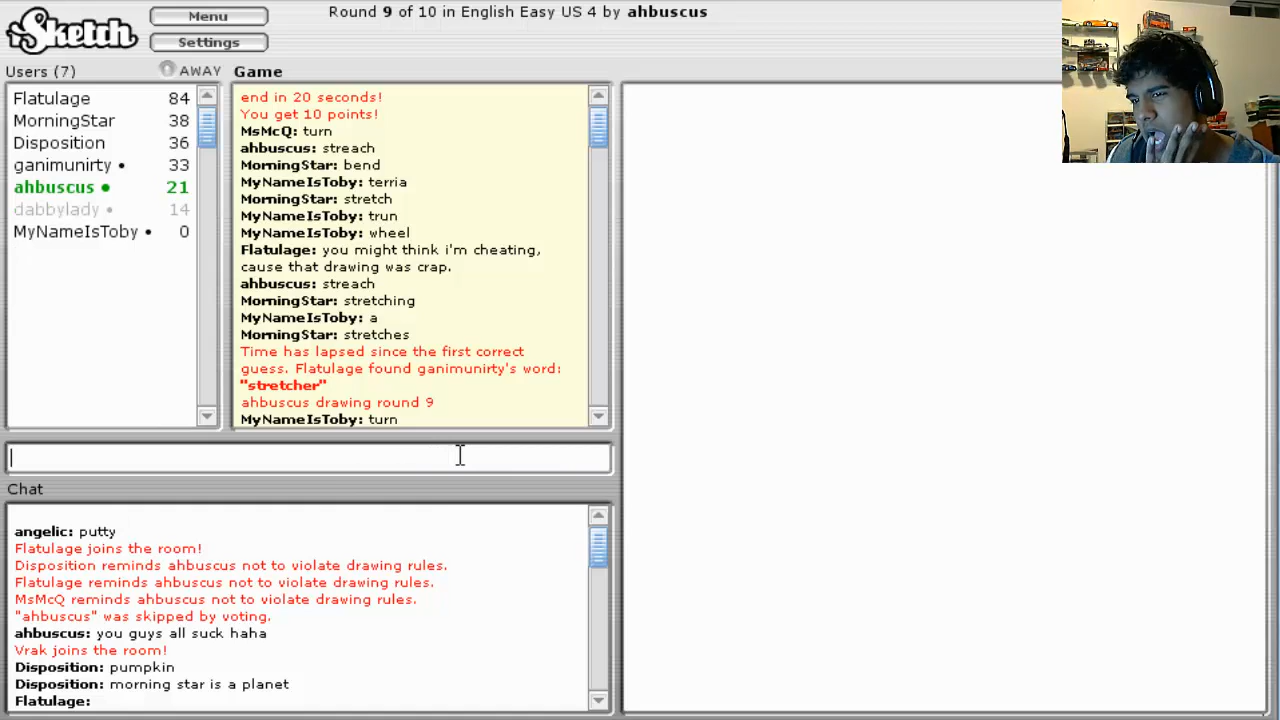 iSketch
Menu
Settings
Round 9 of 10 in English Easy US 4 by ahbuscus
Users (7)
AWAY
Game
Flatulage 84
MorningStar 38
Disposition 36
ganimunirty • 33
ahbuscus • 21
dabbylady • 14
MyNameIsToby • 0
end in 20 seconds!
You get 10 points!
MsMcQ: turn
ahbuscus: streach
MorningStar: bend
MyNameIsToby: terria
MorningStar: stretch
MyNameIsToby: trun
MyNameIsToby: wheel
Flatulage: you might think i'm cheating,
cause that drawing was crap.
ahbuscus: streach
MorningStar: stretching
MyNameIsToby: a
MorningStar: stretches
Time has lapsed since the first correct
guess. Flatulage found ganimunirty's word:
"stretcher"
ahbuscus drawing round 9
MyNameIsToby: turn
Chat
angelic: putty
Flatulage joins the room!
Disposition reminds ahbuscus not to violate drawing rules.
Flatulage reminds ahbuscus not to violate drawing rules.
MsMcQ reminds ahbuscus not to violate drawing rules.
"ahbuscus" was skipped by voting.
ahbuscus: you guys all suck haha
Vrak joins the room!
Disposition: pumpkin
Disposition: morning star is a planet
Flatulage: